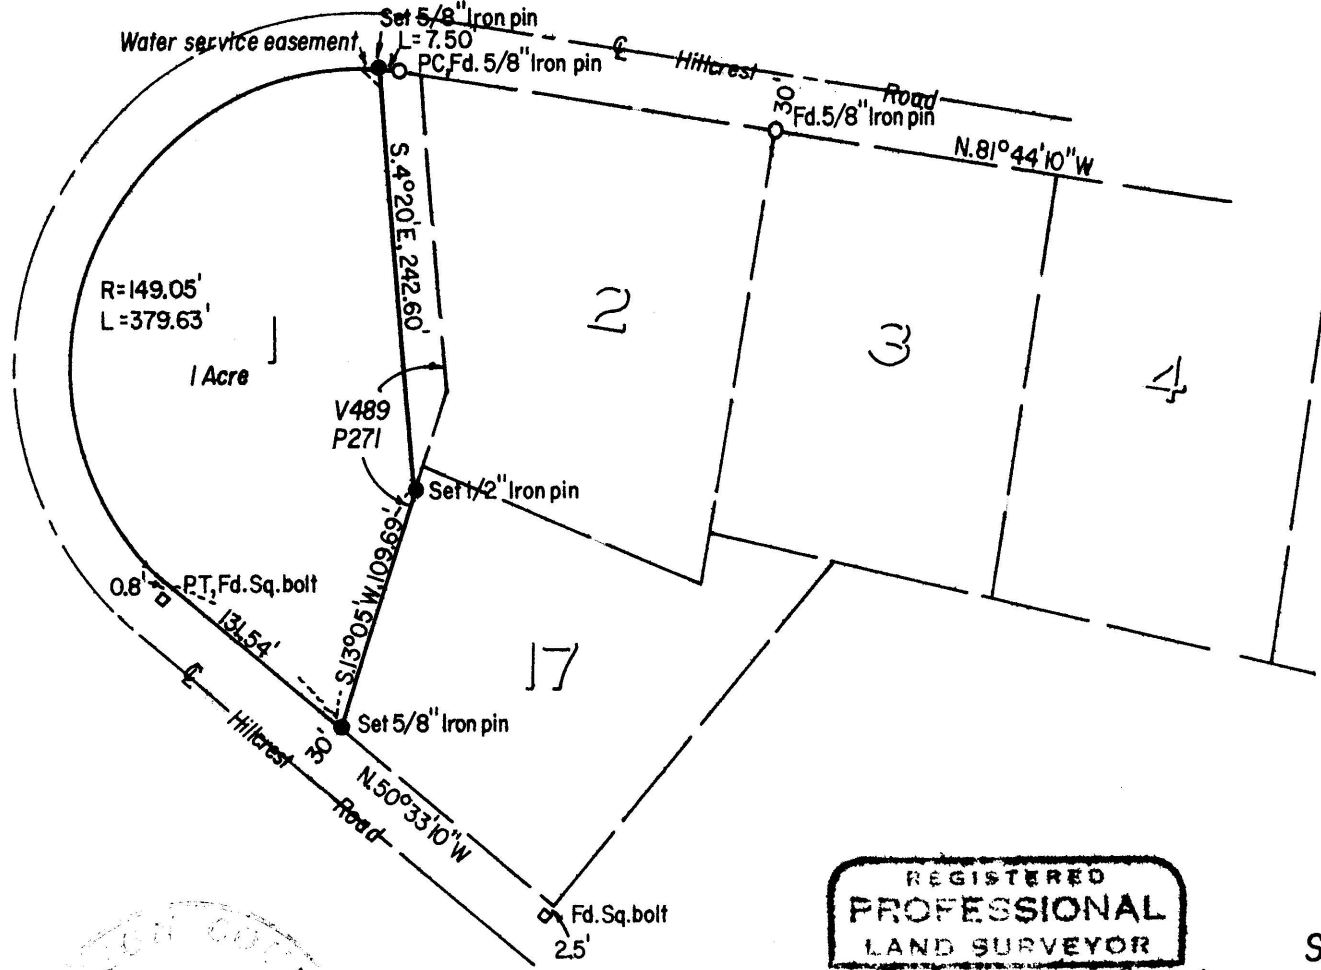 Set 5/8" Iron pin
Water service easement
L=7.50'
PC,Fd. 5/8" Iron pin
℄
Hillcrest
Road
30'
Fd.5/8" Iron pin
N.81°44'10"W
S.4°20'E, 242.60'
R=149.05'
L=379.63'
1
1 Acre
2
3
4
V489
P271
Set 1/2" Iron pin
0.8'
P.T,Fd.Sq.bolt
131.54'
S.13°05'W,109.69'
17
℄
Hillcrest
Road
30'
Set 5/8" Iron pin
N.50°33'10"W
Fd.Sq.bolt
2.5'
REGISTERED
PROFESSIONAL
LAND SURVEYOR
S